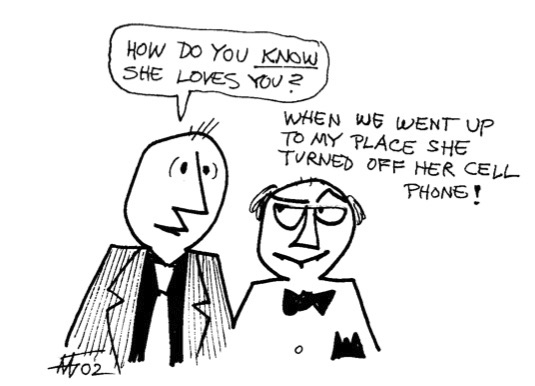 HOW DO YOU KNOW
SHE LOVES YOU?
WHEN WE WENT UP
TO MY PLACE SHE
TURNED OFF HER CELL
PHONE!
02